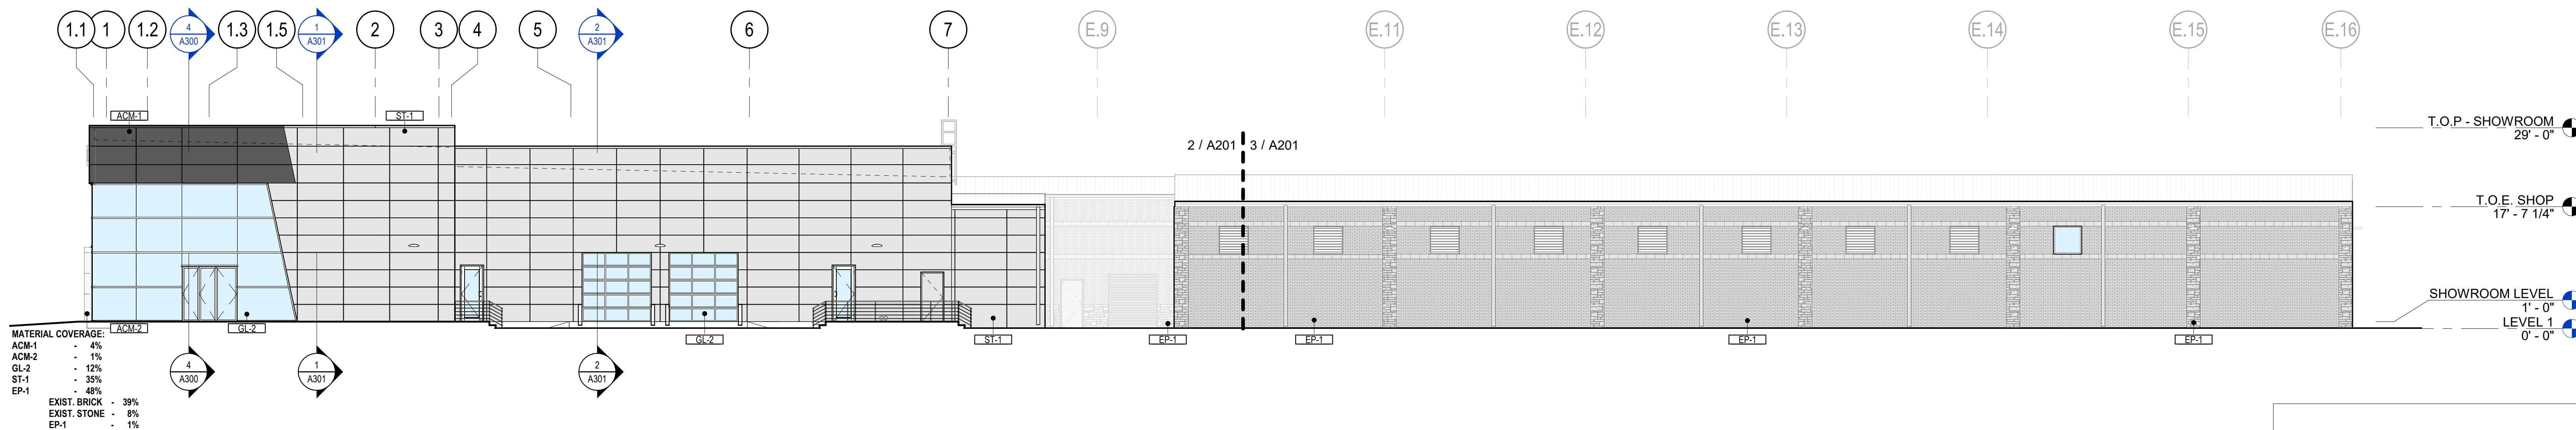 1.1 1 1.2 4 A300 1.3 1.5 1 A301 2 3 4 5 2 A301 6 7 E.9 E.11 E.12 E.13 E.14 E.15 E.16
ACM-1 ST-1
T.O.P - SHOWROOM
29' - 0"
2 / A201 3 / A201
T.O.E. SHOP
17' - 7 1/4"
SHOWROOM LEVEL
1' - 0"
LEVEL 1
0' - 0"
ACM-2 GL-2 GL-2 ST-1 EP-1 EP-1 EP-1 EP-1
MATERIAL COVERAGE:
ACM-1 - 4%
ACM-2 - 1%
GL-2 - 12%
ST-1 - 35%
EP-1 - 48%
EXIST. BRICK - 39%
EXIST. STONE - 8%
EP-1 - 1%
4 A300 1 A301 2 A301